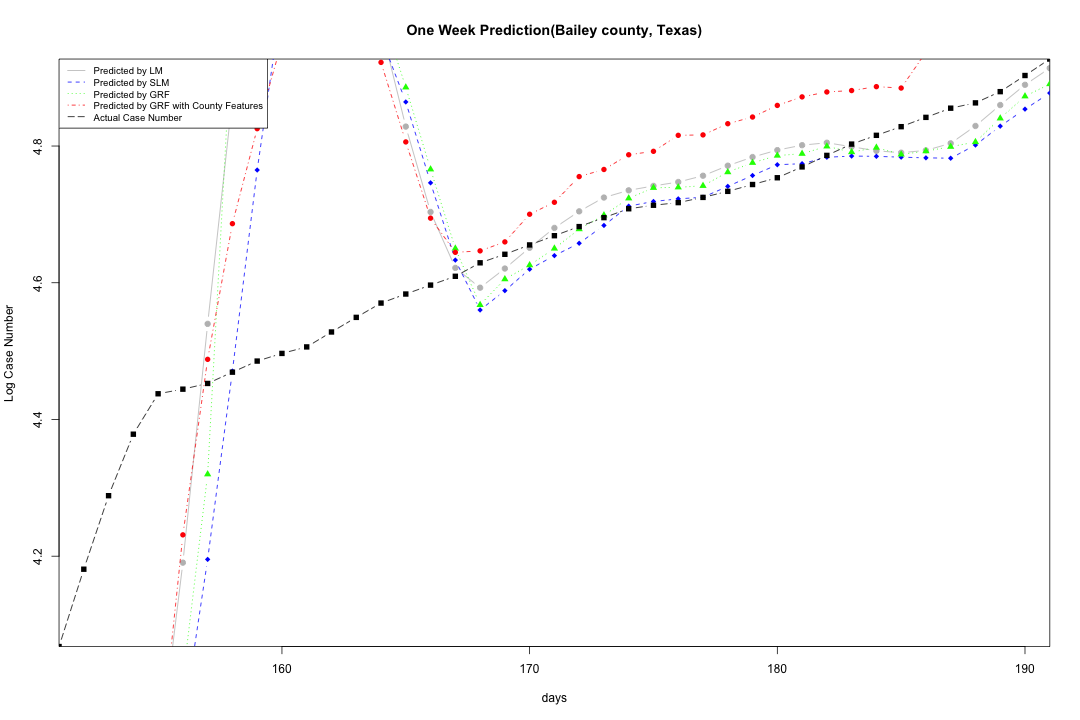 One Week Prediction(Bailey county, Texas)
Predicted by LM
Predicted by SLM
Predicted by GRF
Predicted by GRF with County Features
Actual Case Number
4.8
4.6
4.4
4.2
Log Case Number
160 170 180 190
days